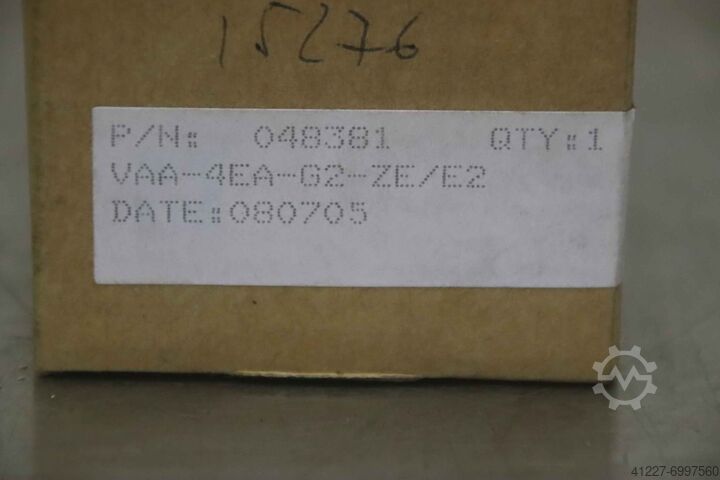 15276
P/N: 048381 QTY:1
VAA-4EA-G2-ZE/E2
DATE:080705
41227-6997560